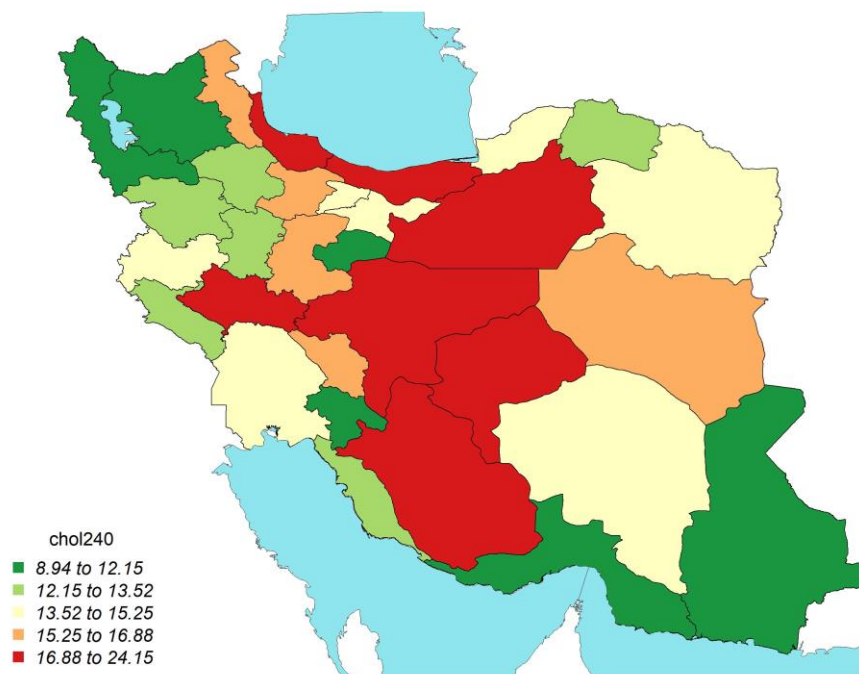 chol240
8.94 to 12.15
12.15 to 13.52
13.52 to 15.25
15.25 to 16.88
16.88 to 24.15